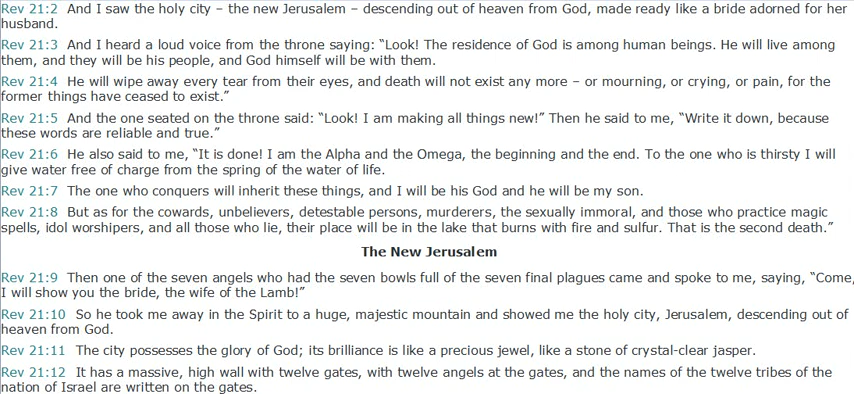 Rev 21:2 And I saw the holy city – the new Jerusalem – descending out of heaven from God, made ready like a bride adorned for her
husband.
Rev 21:3 And I heard a loud voice from the throne saying: “Look! The residence of God is among human beings. He will live among
them, and they will be his people, and God himself will be with them.
Rev 21:4 He will wipe away every tear from their eyes, and death will not exist any more – or mourning, or crying, or pain, for the
former things have ceased to exist.”
Rev 21:5 And the one seated on the throne said: “Look! I am making all things new!” Then he said to me, “Write it down, because
these words are reliable and true.”
Rev 21:6 He also said to me, “It is done! I am the Alpha and the Omega, the beginning and the end. To the one who is thirsty I will
give water free of charge from the spring of the water of life.
Rev 21:7 The one who conquers will inherit these things, and I will be his God and he will be my son.
Rev 21:8 But as for the cowards, unbelievers, detestable persons, murderers, the sexually immoral, and those who practice magic
spells, idol worshipers, and all those who lie, their place will be in the lake that burns with fire and sulfur. That is the second death.”
The New Jerusalem
Rev 21:9 Then one of the seven angels who had the seven bowls full of the seven final plagues came and spoke to me, saying, “Come,
I will show you the bride, the wife of the Lamb!”
Rev 21:10 So he took me away in the Spirit to a huge, majestic mountain and showed me the holy city, Jerusalem, descending out of
heaven from God.
Rev 21:11 The city possesses the glory of God; its brilliance is like a precious jewel, like a stone of crystal-clear jasper.
Rev 21:12 It has a massive, high wall with twelve gates, with twelve angels at the gates, and the names of the twelve tribes of the
nation of Israel are written on the gates.